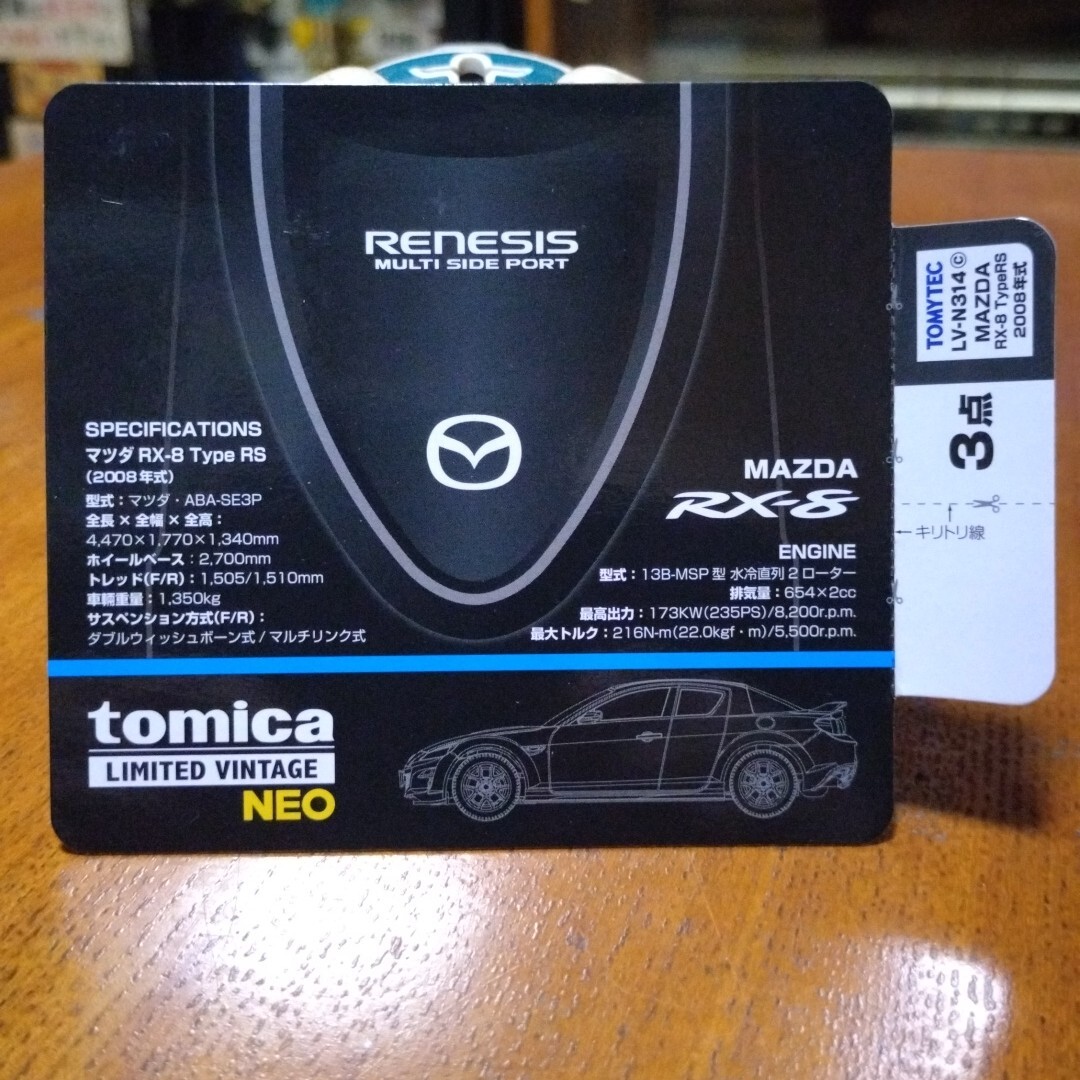 RENESIS
MULTI SIDE PORT
SPECIFICATIONS
マツダ RX-8 Type RS
(2008年式)
型式：マツダ・ABA-SE3P
全長×全幅×全高：
4,470×1,770×1,340mm
ホイールベース：2,700mm
トレッド(F/R)：1,505/1,510mm
車輛重量：1,350kg
サスペンション方式(F/R)：
ダブルウィッシュボーン式/マルチリンク式
MAZDA
RX-8
ENGINE
型式：13B-MSP型 水冷直列2ローター
排気量：654×2cc
最高出力：173KW(235PS)/8,200r.p.m.
最大トルク：216N-m(22.0kgf・m)/5,500r.p.m.
tomica
LIMITED VINTAGE
NEO
TOMYTEC
LV-N314ⓒ
MAZDA
RX-8 TypeRS
2008年式
3点
←キリトリ線